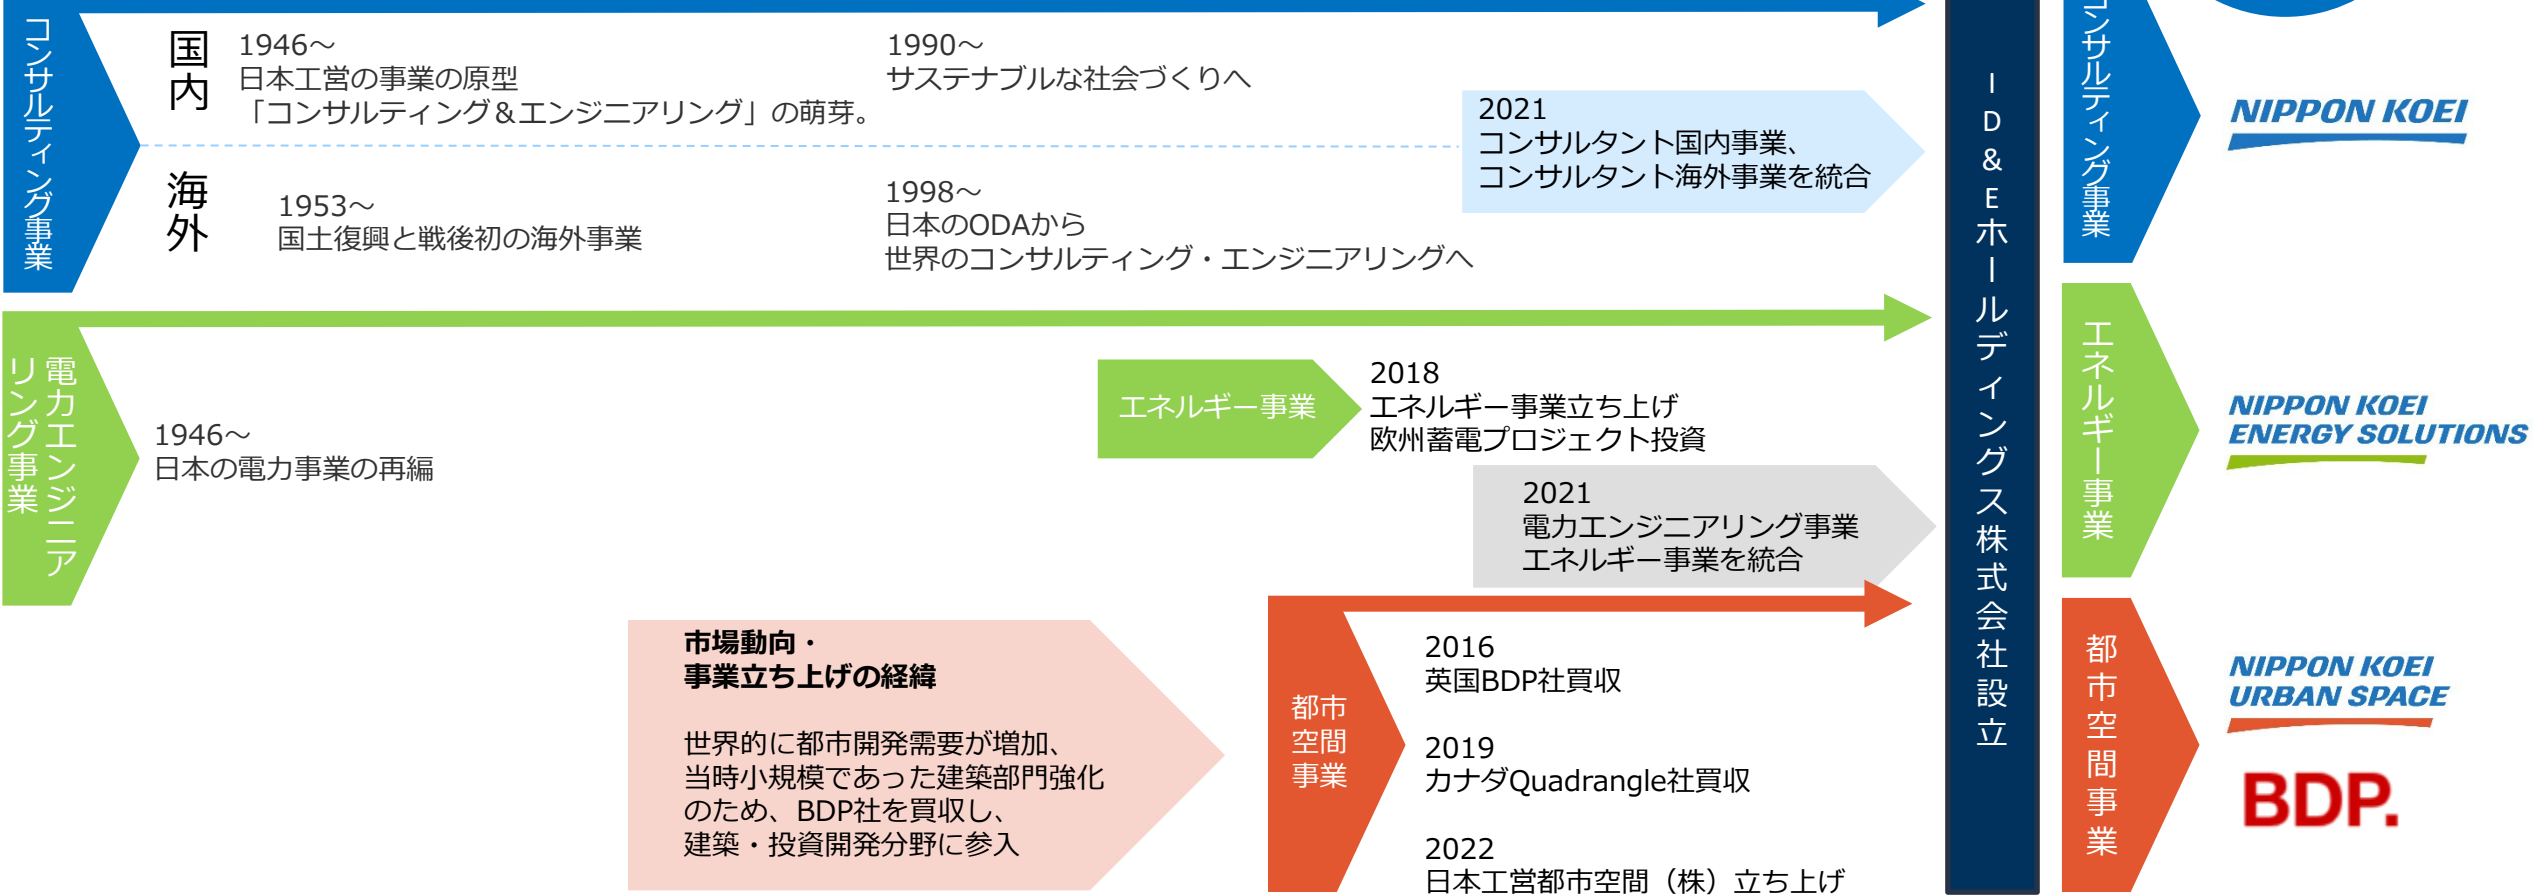 コンサルティング事業
国内
1946～
日本工営の事業の原型
「コンサルティング＆エンジニアリング」の萌芽。
1990～
サステナブルな社会づくりへ
海外
1953～
国土復興と戦後初の海外事業
1998～
日本のODAから
世界のコンサルティング・エンジニアリングへ
2021
コンサルタント国内事業、
コンサルタント海外事業を統合
電力エンジニア
リング事業
1946～
日本の電力事業の再編
エネルギー事業
2018
エネルギー事業立ち上げ
欧州蓄電プロジェクト投資
2021
電力エンジニアリング事業
エネルギー事業を統合
市場動向・
事業立ち上げの経緯
世界的に都市開発需要が増加、
当時小規模であった建築部門強化
のため、BDP社を買収し、
建築・投資開発分野に参入
都市
空間
事業
2016
英国BDP社買収
2019
カナダQuadrangle社買収
2022
日本工営都市空間（株）立ち上げ
ID&Eホールディングス株式会社設立
コンサルティング事業
NIPPON KOEI
エネルギー事業
NIPPON KOEI
ENERGY SOLUTIONS
都市空間事業
NIPPON KOEI
URBAN SPACE
BDP.